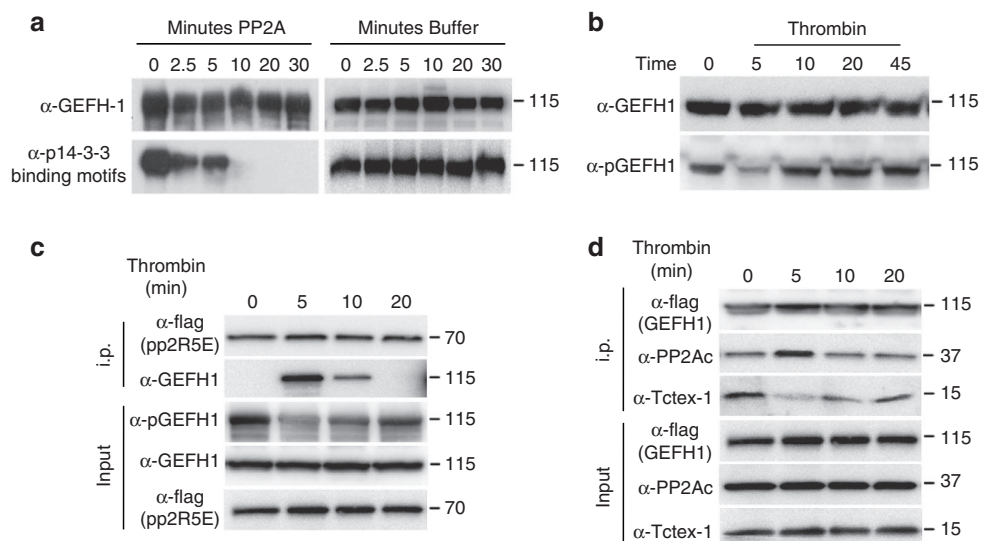 a
Minutes PP2A
Minutes Buffer
0 2.5 5 10 20 30
0 2.5 5 10 20 30
α-GEFH-1
115
α-p14-3-3
binding motifs
115
b
Thrombin
Time 0 5 10 20 45
α-GEFH1
115
α-pGEFH1
115
c
Thrombin
(min)
0 5 10 20
i.p.
α-flag
(pp2R5E)
70
α-GEFH1
115
Input
α-pGEFH1
115
α-GEFH1
115
α-flag
(pp2R5E)
70
d
Thrombin
(min)
0 5 10 20
i.p.
α-flag
(GEFH1)
115
α-PP2Ac
37
α-Tctex-1
15
Input
α-flag
(GEFH1)
115
α-PP2Ac
37
α-Tctex-1
15